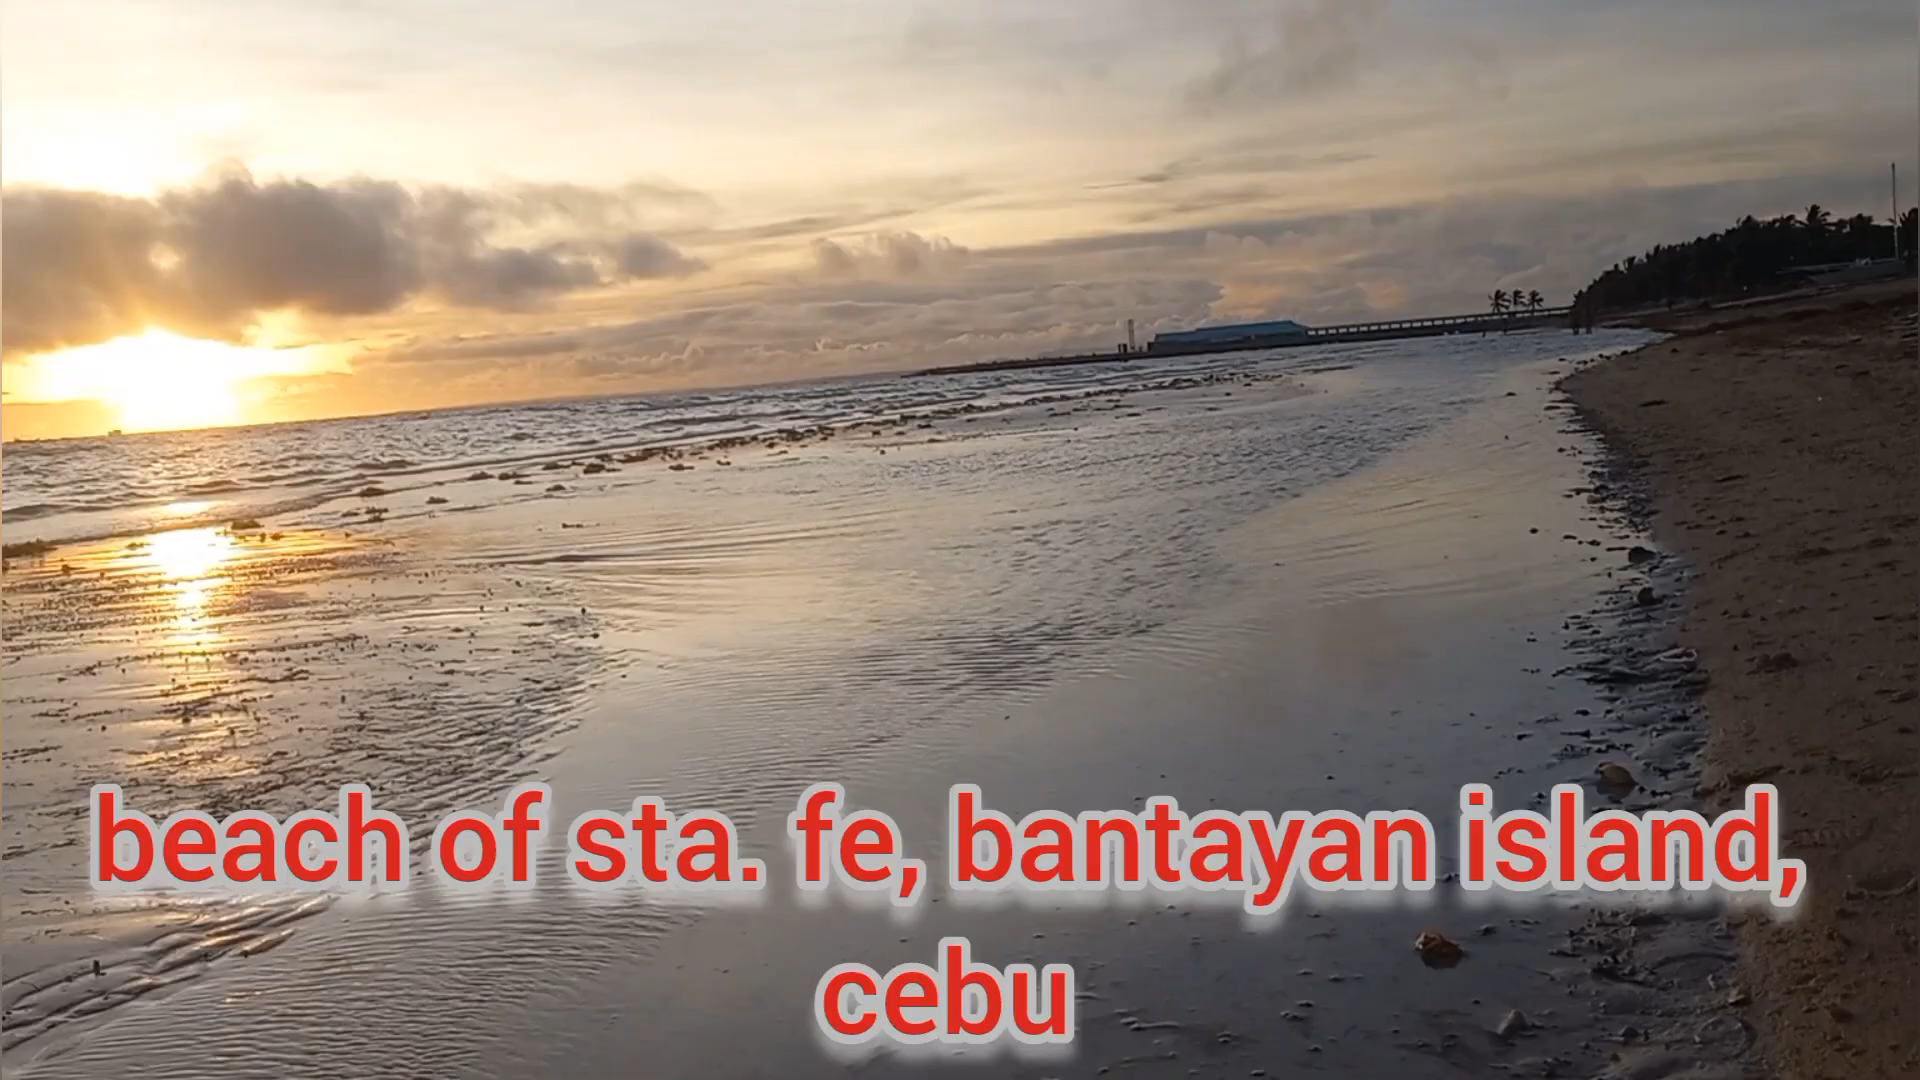 beach of sta. fe, bantayan island,
cebu